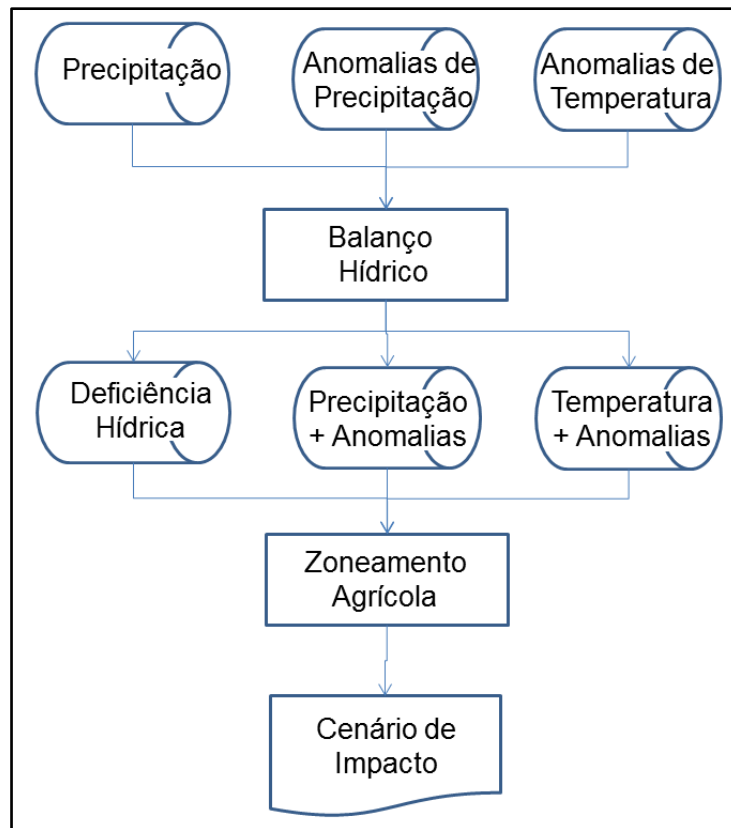 Precipitação
Anomalias de
Precipitação
Anomalias de
Temperatura
Balanço
Hídrico
Deficiência
Hídrica
Precipitação
+ Anomalias
Temperatura
+ Anomalias
Zoneamento
Agrícola
Cenário de
Impacto